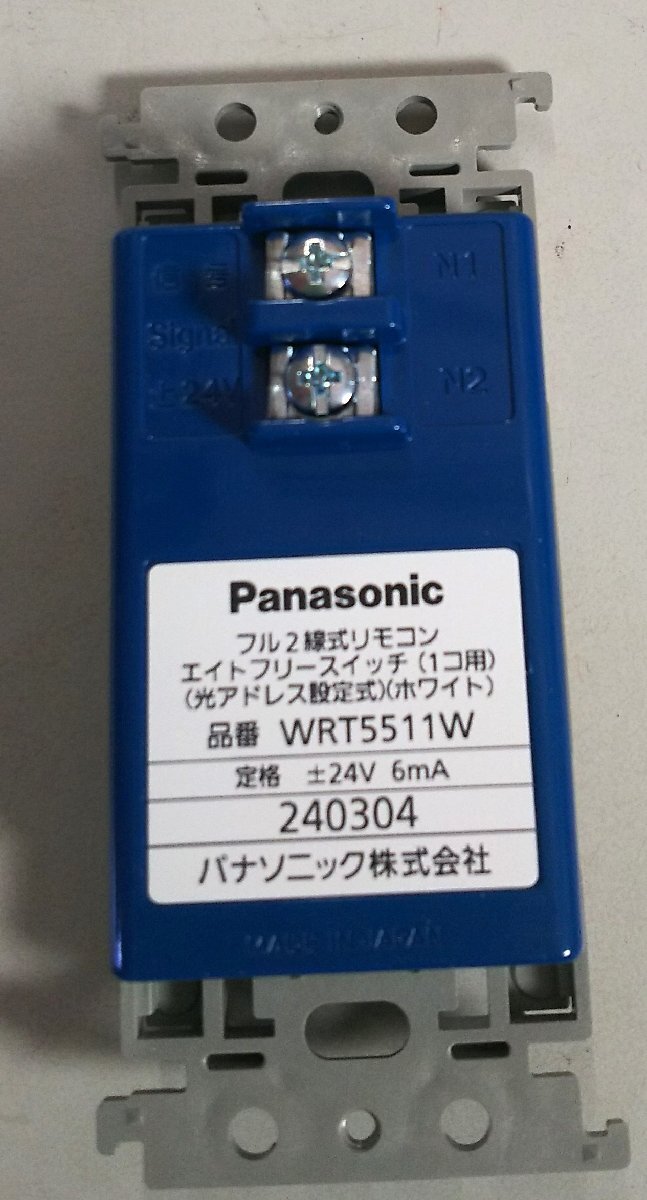 N1
Signal
±24V
N2
Panasonic
フル2線式リモコン
エイトフリースイッチ(1コ用)
(光アドレス設定式)(ホワイト)
品番 WRT5511W
定格 ±24V 6mA
240304
パナソニック株式会社
MADE IN JAPAN